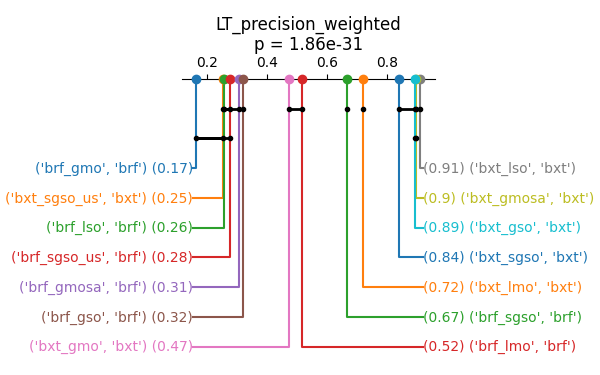 LT_precision_weighted
p = 1.86e-31
0.2 0.4 0.6 0.8
('brf_gmo', 'brf') (0.17) (0.91) ('bxt_lso', 'bxt')
('bxt_sgso_us', 'bxt') (0.25) (0.9) ('bxt_gmosa', 'bxt')
('brf_lso', 'brf') (0.26) (0.89) ('bxt_gso', 'bxt')
('brf_sgso_us', 'brf') (0.28) (0.84) ('bxt_sgso', 'bxt')
('brf_gmosa', 'brf') (0.31) (0.72) ('bxt_lmo', 'bxt')
('brf_gso', 'brf') (0.32) (0.67) ('brf_sgso', 'brf')
('bxt_gmo', 'bxt') (0.47) (0.52) ('brf_lmo', 'brf')